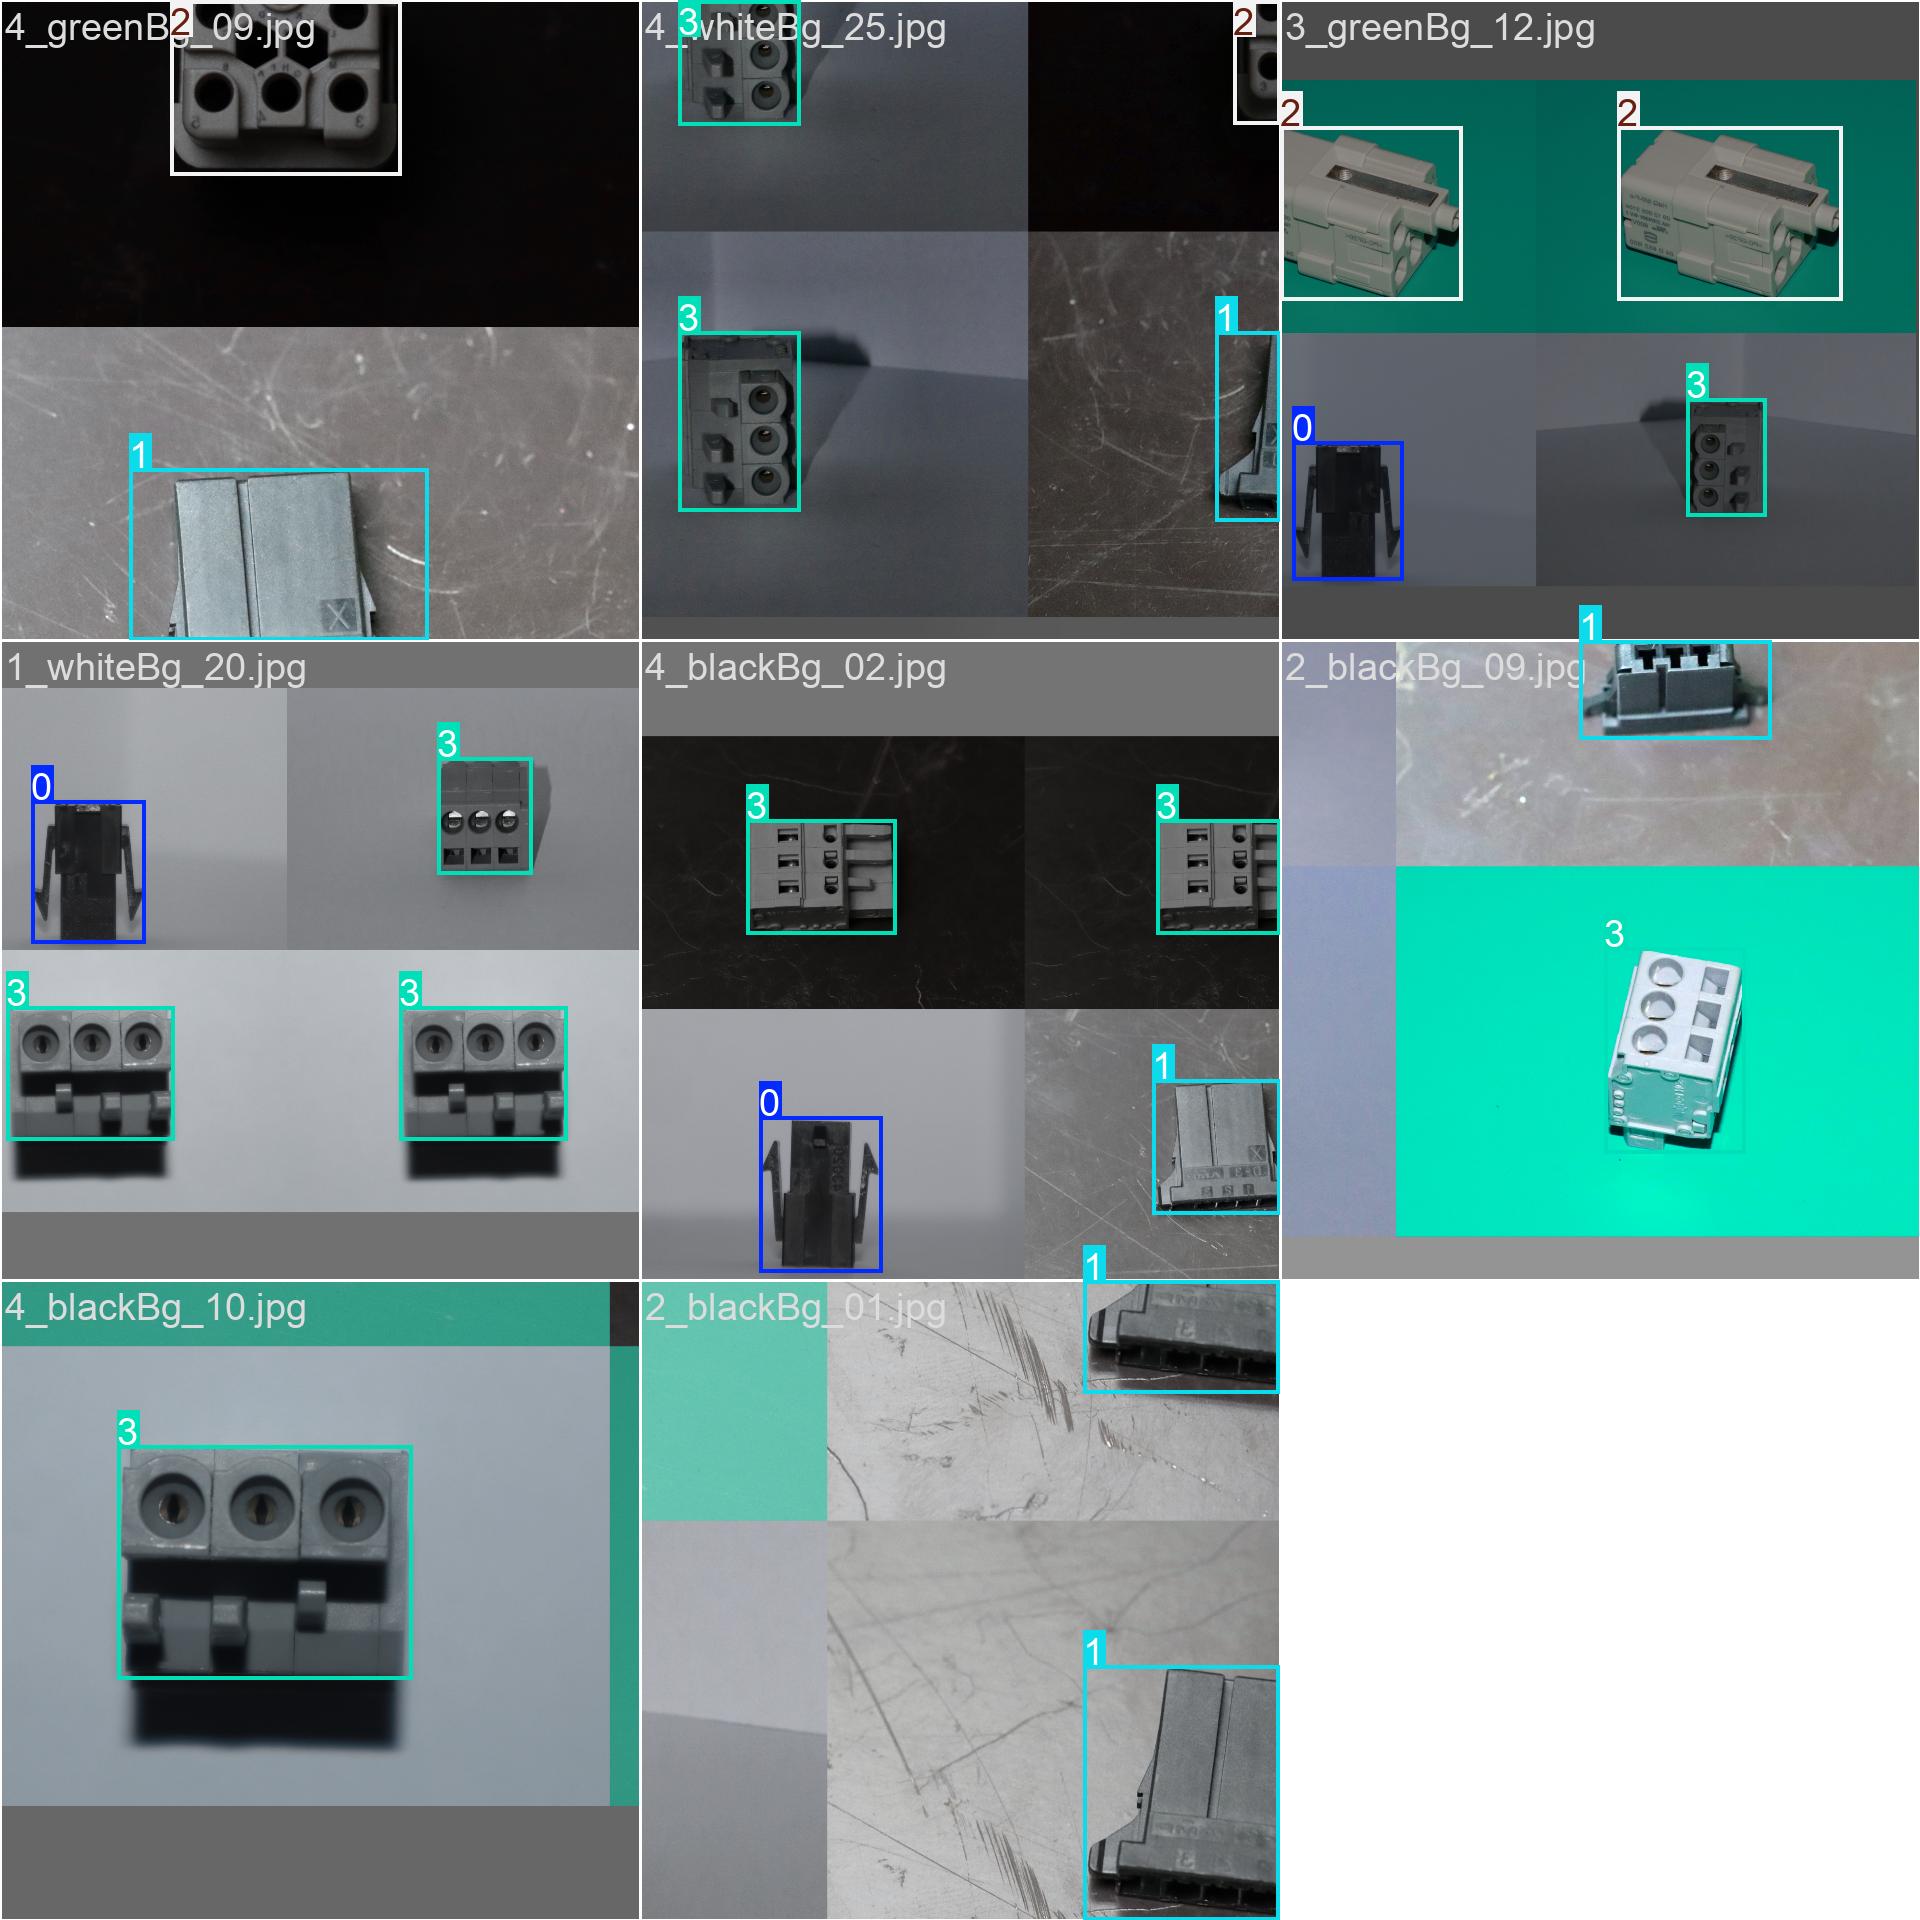 4_greenBg_09.jpg
2
1
X
4_whiteBg_25.jpg
3
2
3
1
3_greenBg_12.jpg
2
2
0
3
1_whiteBg_20.jpg
0
3
3
3
4_blackBg_02.jpg
3
3
0
1
X
2_blackBg_09.jpg
1
3
4_blackBg_10.jpg
3
2_blackBg_01.jpg
1
1